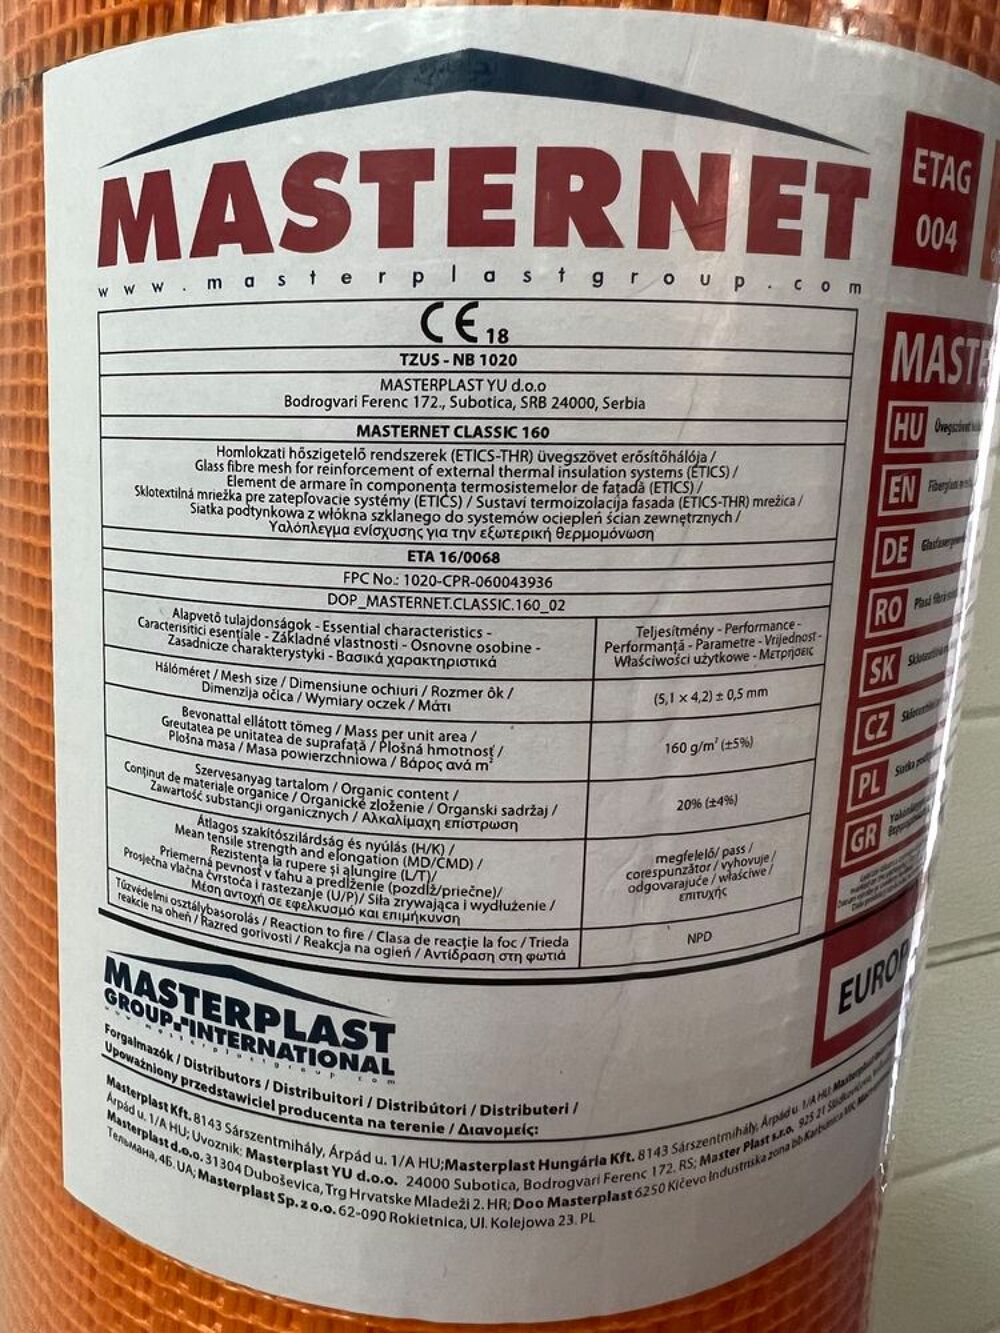 MASTERNET
www.masterplastgroup.com
ETAG
004
CE 18
TZUS - NB 1020
MASTERPLAST YU d.o.o
Bodrogvari Ferenc 172., Subotica, SRB 24000, Serbia
MASTERNET CLASSIC 160
Homlokzati hőszigetelő rendszerek (ETICS-THR) üvegszövet erősítőhálója /
Glass fibre mesh for reinforcement of external thermal insulation systems (ETICS) /
Element de armare în componența termosistemelor de fațadă (ETICS) /
Sklotextilná mriežka pre zatepľovacie systémy (ETICS) / Sustavi termoizolacija fasada (ETICS-THR) mrežica /
Siatka podtynkowa z włókna szklanego do systemów ociepleń ścian zewnętrznych /
Υαλόπλεγμα ενίσχυσης για την εξωτερική θερμομόνωση
ETA 16/0068
FPC No.: 1020-CPR-060043936
DOP_MASTERNET.CLASSIC.160_02
Alapvető tulajdonságok - Essential characteristics -
Caracterisitici esențiale - Základné vlastnosti - Osnovne osobine -
Zasadnicze charakterystyki - Βασικά χαρακτηριστικά
Teljesítmény - Performance -
Performanță - Parametre - Vrijednost -
Właściwości użytkowe - Μετρήσεις
Hálóméret / Mesh size / Dimensiune ochiuri / Rozmer ôk /
Dimenzija očica / Wymiary oczek / Μάτι
(5,1 x 4,2) ± 0,5 mm
Bevonattal ellátott tömeg / Mass per unit area /
Greutatea pe unitatea de suprafață / Plošná hmotnosť /
Plošna masa / Masa powierzchniowa / Βάρος ανά m²
160 g/m² (±5%)
Szervesanyag tartalom / Organic content /
Conținut de materiale organice / Organické zloženie / Organski sadržaj /
Zawartość substancji organicznych / Αλκαλίμαχη επίστρωση
20% (±4%)
Átlagos szakítószilárdság és nyúlás (H/K) /
Mean tensile strength and elongation (MD/CMD) /
Rezistența la rupere și alungire (L/T)/
Priemerná pevnosť v ťahu a predĺženie (pozdĺž/priečne)/
Prosječna vlačna čvrstoća i rastezanje (U/P)/ Siła zrywająca i wydłużenie /
Μέση αντοχή σε εφελκυσμό και επιμήκυνση
megfelelő/ pass /
corespunzător / vyhovuje /
odgovarajuće / właściwe /
επιτυχής
Tűzvédelmi osztálybasorolás / Reaction to fire / Clasa de reacție la foc / Trieda
reakcie na oheň / Razred gorivosti / Reakcja na ogień / Αντίδραση στη φωτιά
NPD
MASTE
HU Üvegszövet
EN Fiberglass
DE
RO Plasă fibră
SK
CZ
PL Siatka
GR
EUROP
MASTERPLAST
GROUP INTERNATIONAL
www.masterplastgroup.com
Forgalmazók / Distributors / Distribuitori / Distribútori / Distributeri /
Upoważniony przedstawiciel producenta na terenie / Διανομείς:
Masterplast Kft. 8143 Sárszentmihály, Árpád u. 1/A HU; Masterplast Hungária Kft. 8143 Sárszentmihály, Árpád u. 1/A HU; Masterplast
Árpád u. 1/A HU; Uvoznik: Masterplast YU d.o.o. 24000 Subotica, Bodrogvari Ferenc 172. RS; Master Plast s.r.o. 925 21
Masterplast d.o.o. 31304 Duboševica, Trg Hrvatske Mladeži 2. HR; Doo Masterplast 6250 Kičevo Industriska zona bb
Тельмана, 4Б. UA; Masterplast Sp. z o.o. 62-090 Rokietnica, Ul. Kolejowa 23. PL